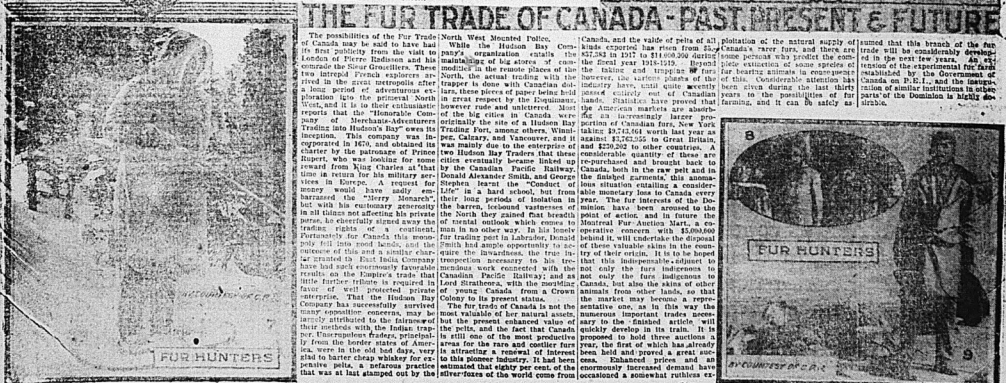 THE FUR TRADE OF CANADA - PAST, PRESENT & FUTURE
The possibilities of the Fur Trade
of Canada may be said to have had
its first publicity from the visit to
London of Pierre Radisson and his
comrade the Sieur Groseilliers. These
two intrepid French explorers ar-
rived in the great metropolis after
a long period of adventurous ex-
ploration into the primeval North
West, and it is to their enthusiastic
reports that the "Honorable Com-
pany of Merchants-Adventurers
Trading into Hudson's Bay" owes its
inception. This company was in-
corporated in 1670, and obtained its
charter by the patronage of Prince
Rupert, who was looking for some
reward from King Charles at that
time in return for his military ser-
vices in Europe. A request for
money would have sadly em-
barrassed the "Merry Monarch",
but with his customary generosity
in all things not affecting his private
purse, he cheerfully signed away the
trading rights of a continent.
Fortunately for Canada this mono-
poly fell into good hands, and the
outcome of this and a similar char-
ter granted th East India Company
have had such enormously favorable
results on the Empire's trade that
little further tribute is required in
favor of well protected private
enterprise. That the Hudson Bay
Company has successfully survived
many opposition concerns, may be
largely attributed to the fairness of
their methods with the Indian trap-
per. Unscrupulous traders, principal-
ly from the border states of Amer-
ica, were in the old bad days, very
glad to barter cheap whiskey for ex-
pensive pelts, a nefarous practice
that was at last stamped out by the
North West Mounted Police.
While the Hudson Bay Com-
pany's organization entails the
maintaining of big stores of com-
modities in the remote places of the
North, the actual trading with the
trapper is done with Canadian dol-
lars, these pieces of paper being held
in great respect by the Esquimaux,
however rude and unlettered. Most
of the big cities in Canada were
originally the site of a Hudson Bay
Trading Fort, among others, Winni-
peg, Calgary, and Vancouver, and it
was mainly due to the enterprise of
two Hudson Bay Traders that these
cities eventually became linked up
by the Canadian Pacific Railway.
Donald Alexander Smith, and George
Stephen learnt the "Conduct of
Life" in a hard school, but from
their long periods of isolation in
the barren, icebound vastnesses of
the North they gained that breadth
of mental outlook which comes to
man in no other way. In his lonely
fur trading post in Labrador, Donald
Smith had ample opportunity to ac-
quire the inwardness, the true in-
trospection necessary to his tre-
mendous work connected with the
Canadian Pacific Railway; and as
Lord Strathcona, with the moulding
of young Canada from a Crown
Colony to its present status.
The fur trade of Canada is not the
most valuable of her natural assets,
but the present enhanced value of
the pelts, and the fact that Canada
is still one of the most productive
areas for the rare and costlier furs
is attracting a renewal of interest
to this pioneer industry. It had been
estimated that eighty per cent. of the
silver-foxes of the world come from
Canada, and the value of pelts of all
kinds exported has risen from
in 1917 to during
the fiscal year 1918-1919. Beyond
the taking and trapping of furs
however, the various phases of the
industry have, until quite recently
passed entirely out of Canadian
hands. Statistics have proved that
the American markets are absorb-
ing an increasingly larger pro-
portion of Canadian furs, New York
taking $9,743,664 worth last year as
against $3,762,955 to Great Britain,
and $250,202 to other countries. A
considerable quantity of these are
re-purchased and brought back to
Canada, both in the raw pelt and in
the finished garments, this anoma-
lous situation entailing a consider-
able monetary loss to Canada every
year. The fur interests of the Do-
minion have been aroused to the
point of action, and in future the
Montreal Fur Auction Mart, a co-
operative concern with $5,000,000
behind it, will undertake the disposal
of these valuable skins in the coun-
try of their origin. It is to be hoped
that this indispensable adjunct to
not only the furs indigenous to
not only the furs indigenous to
Canada, but also the skins of other
animals from other lands, so that
the market may become a repre-
sentative one, as in this way the
numerous important trades neces-
sary to the finished article will
quickly develop in its train. It is
proposed to hold three auctions a
year, the first of which has already
been held and proved a great suc-
cess. Enhanced prices and an
enormously increased demand have
occasioned a somewhat ruthless ex-
ploitation of the natural supply of
Canada's rarer furs, and there are
some persons who predict the com-
plete extinction of some species of
fur bearing animals in consequence
of this. Considerable attention has
been given during the last thirty
years to the possibilities of fur
farming, and it can be safely as-
sumed that this branch of the fur
trade will be considerably develop-
ed in the next few years. An ex-
tension of the experimental fur farm
established by the Government of
Canada on P.E.I., and the inaugu-
ration of similar institutions in other
parts of the Dominion is highly de-
sirable.
FUR HUNTERS
8
FUR HUNTERS
BY COURTESY OF C.P.R.